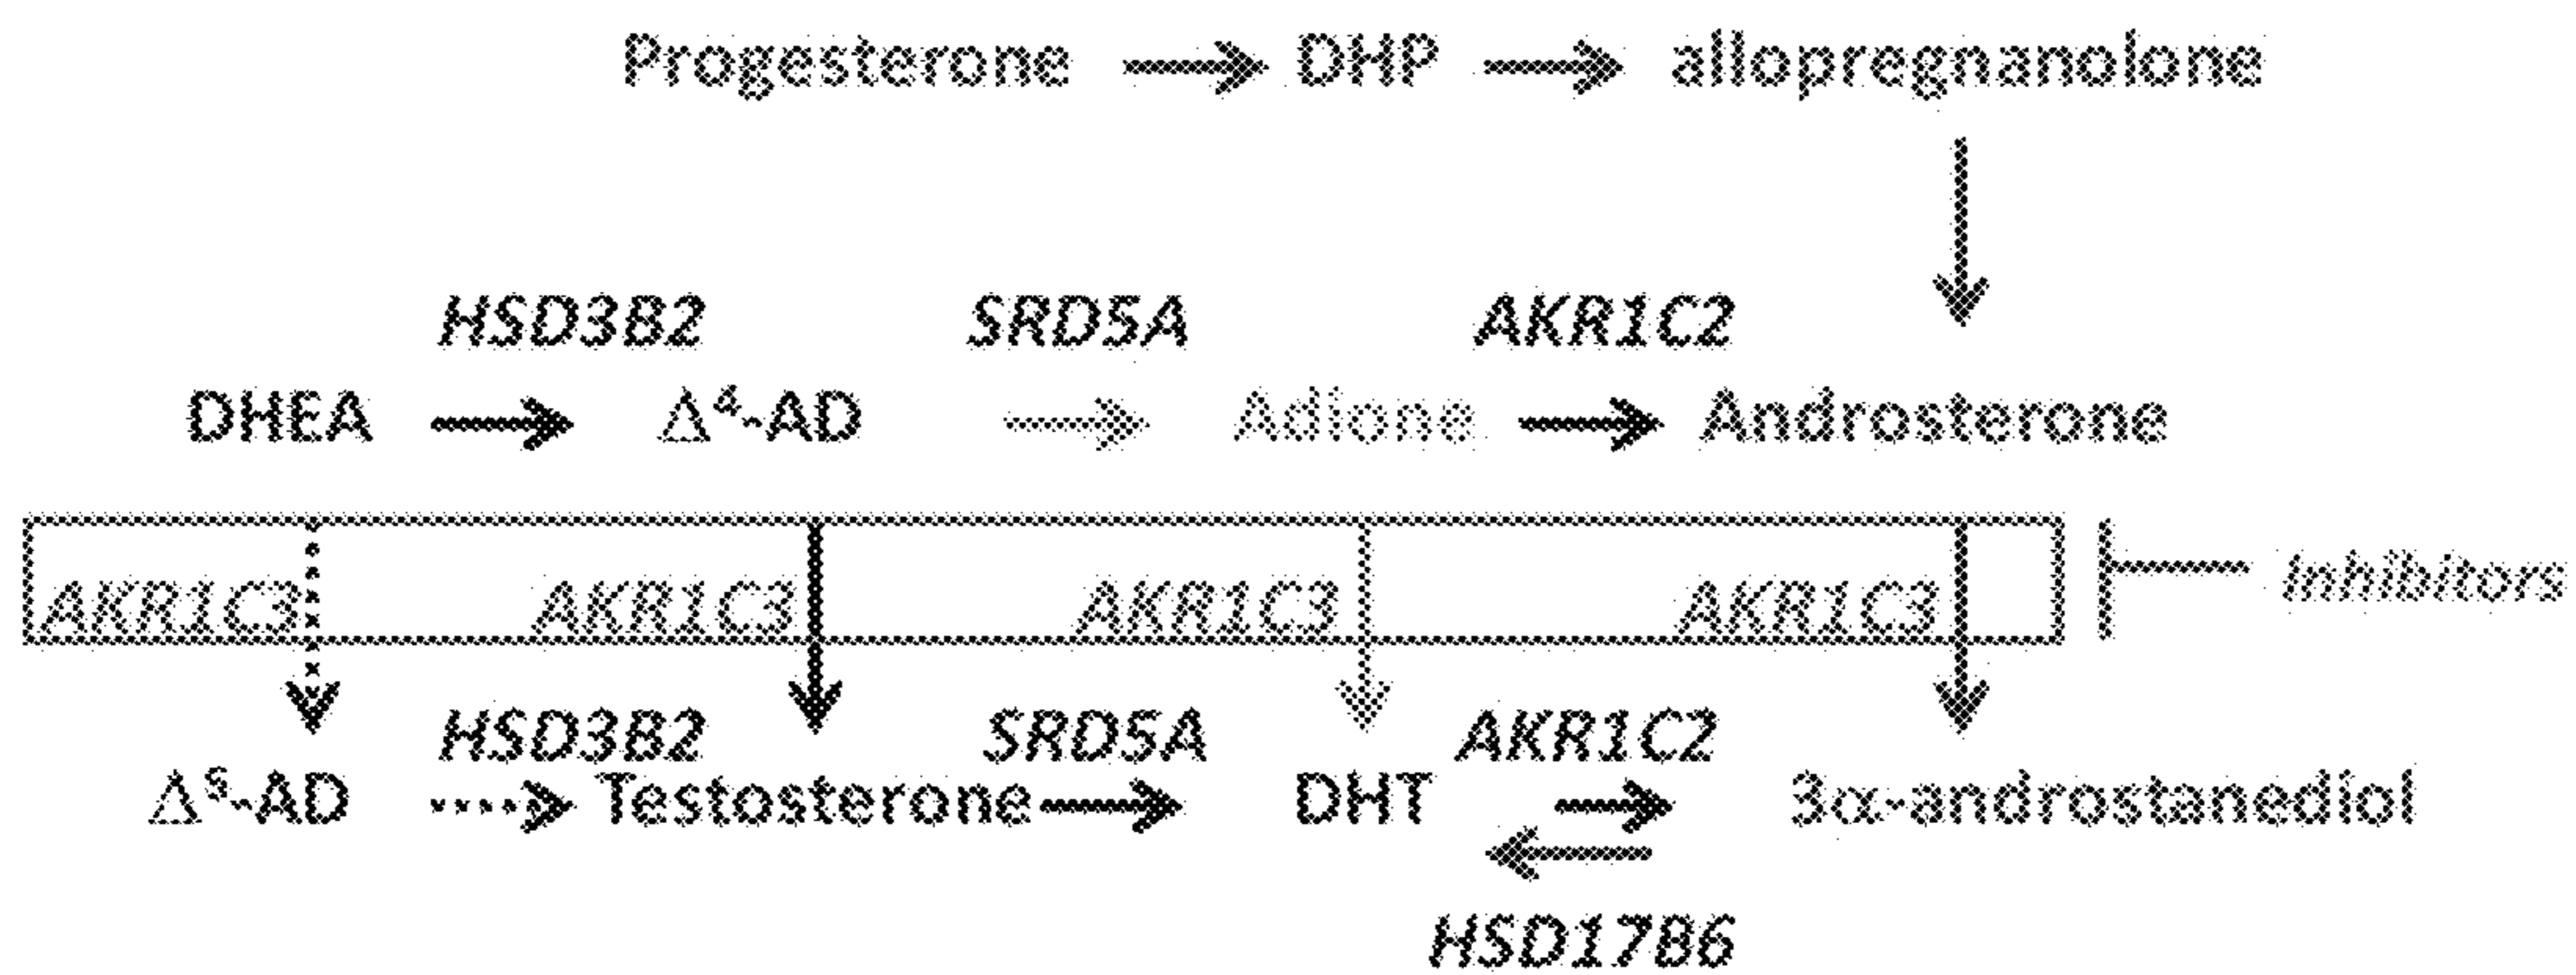 Progesterone DHP allopregnanolone
HSD3B2 SRD5A AKR1C2
DHEA Δ⁴-AD Adione Androsterone
AKR1C3 AKR1C3 AKR1C3 AKR1C3 Inhibitors
HSD3B2 SRD5A AKR1C2
Δ⁵-AD Testosterone DHT 3α-androstanediol
HSD17B6